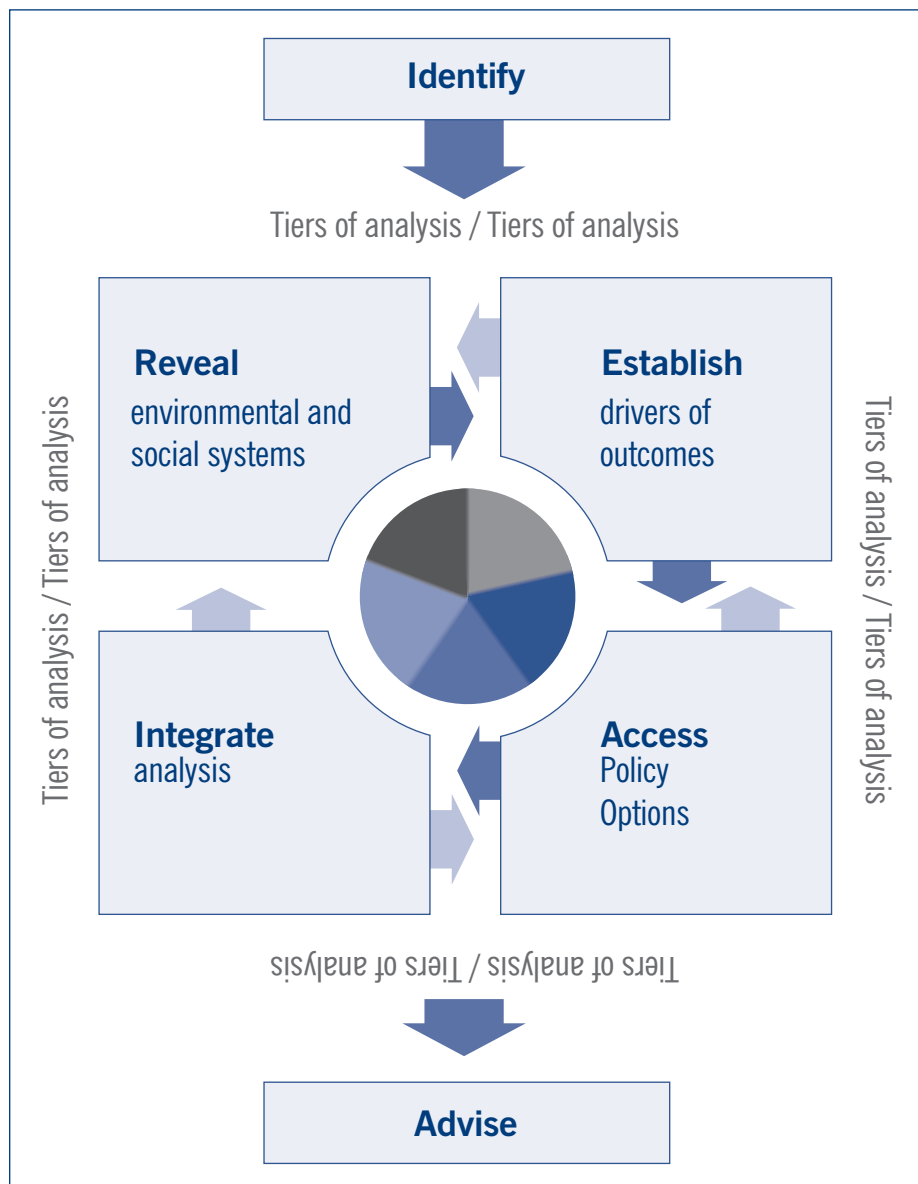 Identify
Tiers of analysis / Tiers of analysis
Reveal
environmental and
social systems
Establish
drivers of
outcomes
Tiers of analysis / Tiers of analysis
Tiers of analysis / Tiers of analysis
Integrate
analysis
Access
Policy
Options
Tiers of analysis / Tiers of analysis
Advise